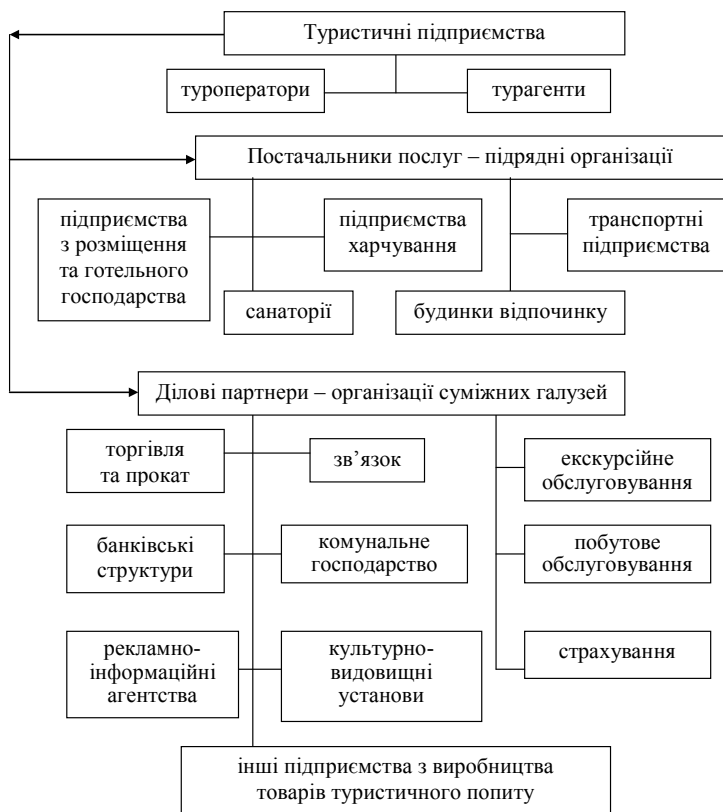 Туристичні підприємства
туроператори
турагенти
Постачальники послуг – підрядні організації
підприємства
з розміщення
та готельного
господарства
підприємства
харчування
транспортні
підприємства
санаторії
будинки відпочинку
Ділові партнери – організації суміжних галузей
торгівля
та прокат
зв’язок
екскурсійне
обслуговування
банківські
структури
комунальне
господарство
побутове
обслуговування
рекламно-
інформаційні
агентства
культурно-
видовищні
установи
страхування
інші підприємства з виробництва
товарів туристичного попиту